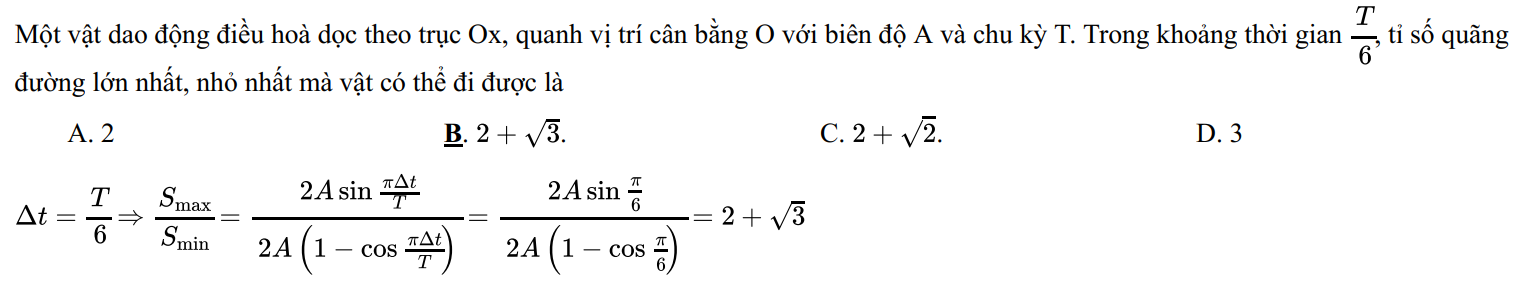 Một vật dao động điều hoà dọc theo trục Ox, quanh vị trí cân bằng O với biên độ A và chu kỳ T. Trong khoảng thời gian $\frac{T}{6}$, tỉ số quãng
đường lớn nhất, nhỏ nhất mà vật có thể đi được là
A. 2 B. $2+\sqrt{3}$. C. $2+\sqrt{2}$. D. 3
$\Delta t = \frac{T}{6} \Rightarrow \frac{S_{\max}}{S_{\min}} = \frac{2A\sin\frac{\pi\Delta t}{T}}{2A\left(1-\cos\frac{\pi\Delta t}{T}\right)} = \frac{2A\sin\frac{\pi}{6}}{2A\left(1-\cos\frac{\pi}{6}\right)} = 2+\sqrt{3}$